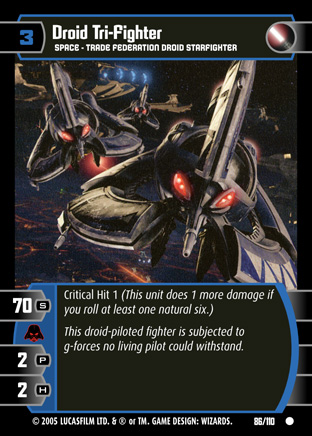 3
Droid Tri-Fighter
SPACE - TRADE FEDERATION DROID STARFIGHTER
70 S
Critical Hit 1 (This unit does 1 more damage if
you roll at least one natural six.)
This droid-piloted fighter is subjected to
g-forces no living pilot could withstand.
2 P
2 H
© 2005 LUCASFILM LTD. & ® or TM. GAME DESIGN: WIZARDS. 86/110